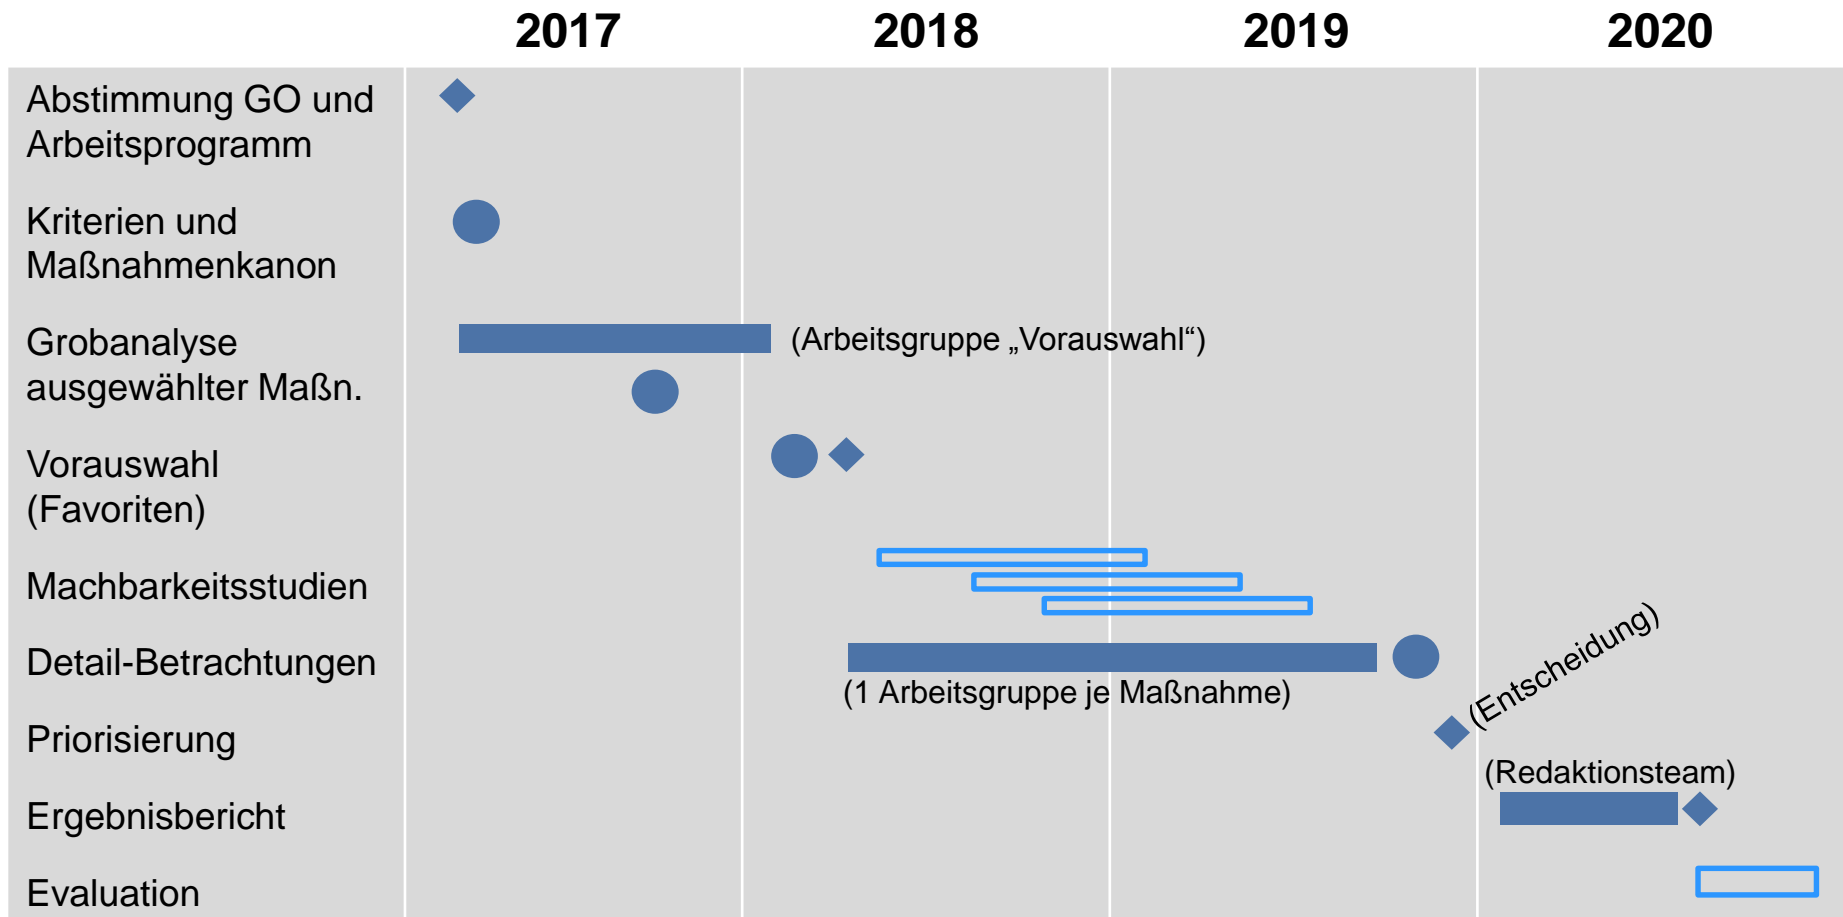 2017 2018 2019 2020
Abstimmung GO und
Arbeitsprogramm
Kriterien und
Maßnahmenkanon
Grobanalyse
ausgewählter Maßn.
(Arbeitsgruppe „Vorauswahl“)
Vorauswahl
(Favoriten)
Machbarkeitsstudien
Detail-Betrachtungen
(1 Arbeitsgruppe je Maßnahme)
Priorisierung
(Entscheidung)
(Redaktionsteam)
Ergebnisbericht
Evaluation